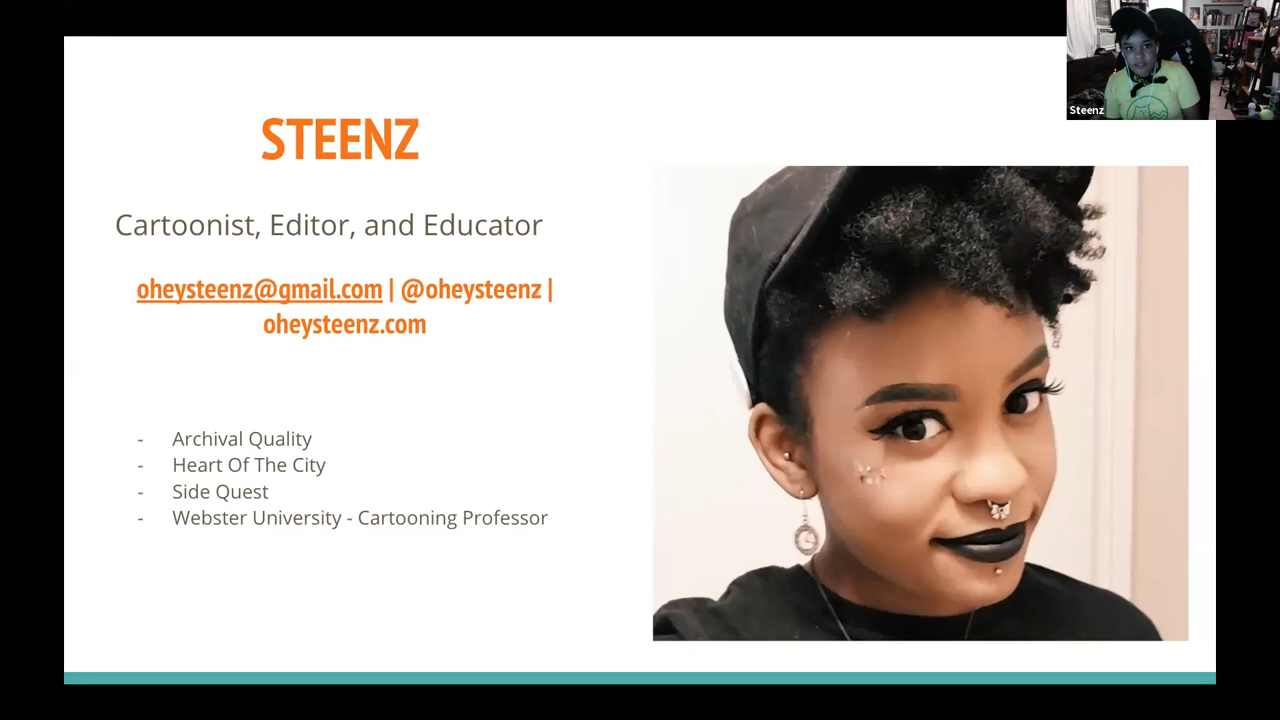 STEENZ
Cartoonist, Editor, and Educator
oheysteenz@gmail.com | @oheysteenz |
oheysteenz.com
- Archival Quality
- Heart Of The City
- Side Quest
- Webster University - Cartooning Professor
Steenz